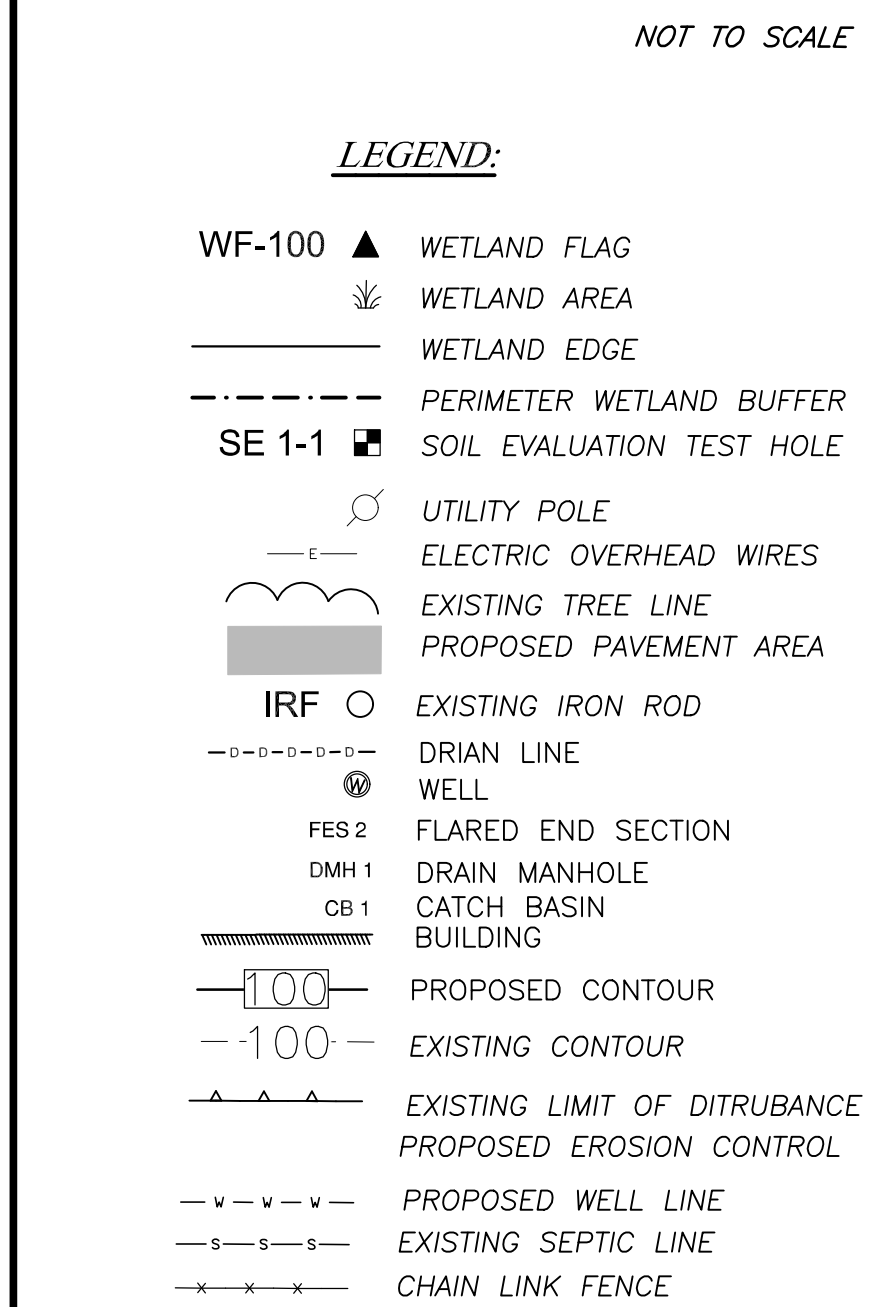 NOT TO SCALE
LEGEND:
WF-100 WETLAND FLAG
WETLAND AREA
WETLAND EDGE
PERIMETER WETLAND BUFFER
SE 1-1 SOIL EVALUATION TEST HOLE
UTILITY POLE
E ELECTRIC OVERHEAD WIRES
EXISTING TREE LINE
PROPOSED PAVEMENT AREA
IRF EXISTING IRON ROD
D D D D D DRIAN LINE
W WELL
FES 2 FLARED END SECTION
DMH 1 DRAIN MANHOLE
CB 1 CATCH BASIN
BUILDING
100 PROPOSED CONTOUR
100 EXISTING CONTOUR
EXISTING LIMIT OF DITRUBANCE
PROPOSED EROSION CONTROL
W W W PROPOSED WELL LINE
S S S EXISTING SEPTIC LINE
X X X CHAIN LINK FENCE